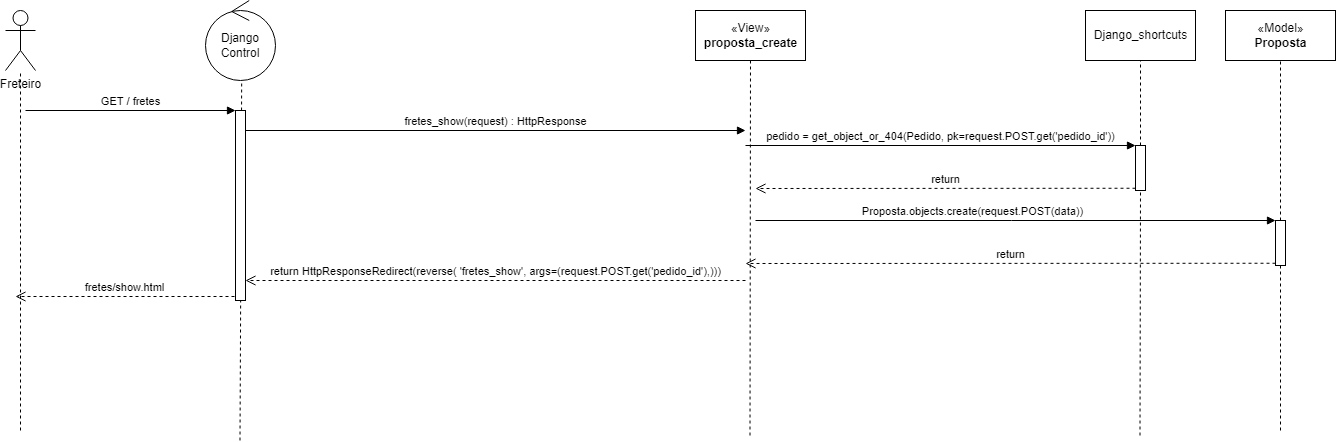 Freteiro
Django
Control
«View»
proposta_create
Django_shortcuts
«Model»
Proposta
GET / fretes
fretes_show(request) : HttpResponse
pedido = get_object_or_404(Pedido, pk=request.POST.get('pedido_id'))
return
Proposta.objects.create(request.POST(data))
return
return HttpResponseRedirect(reverse( 'fretes_show', args=(request.POST.get('pedido_id'),)))
fretes/show.html